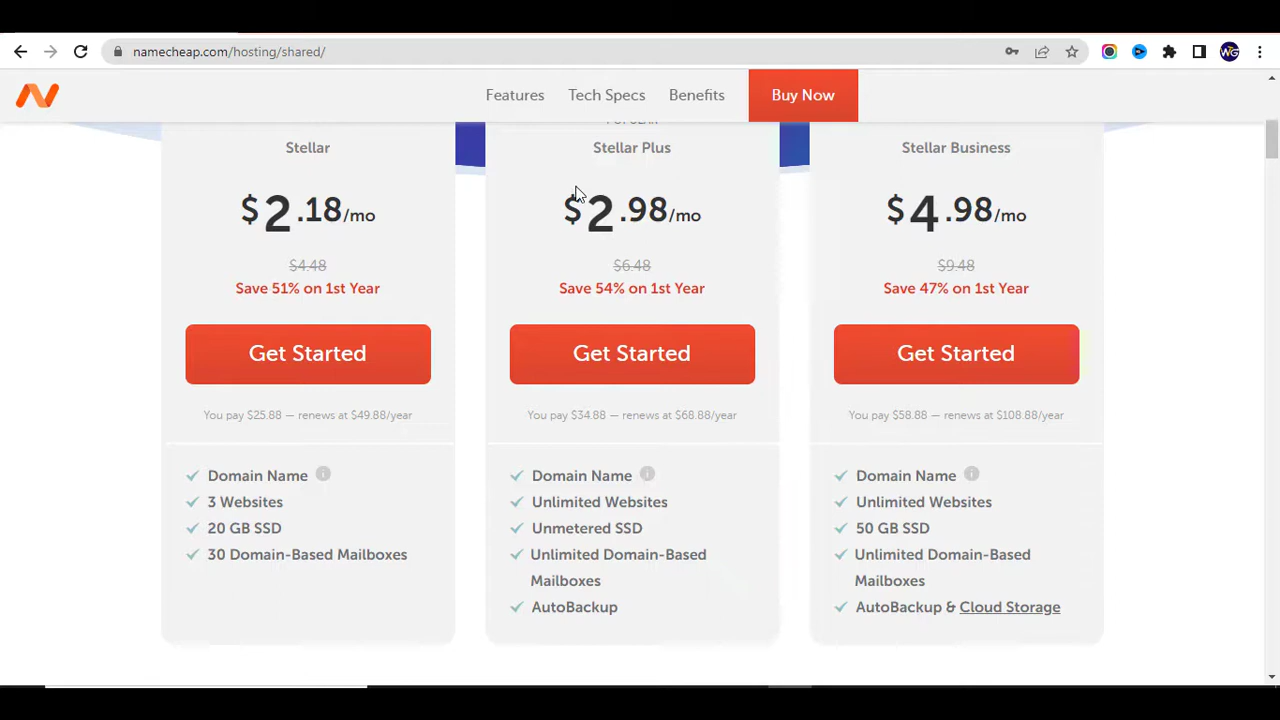 namecheap.com/hosting/shared/
WG
Features
Tech Specs
Benefits
Buy Now
POPULAR
Stellar
$2.18/mo
$4.48
Save 51% on 1st Year
Get Started
You pay $25.88 — renews at $49.88/year
Domain Name
3 Websites
20 GB SSD
30 Domain-Based Mailboxes
Stellar Plus
$2.98/mo
$6.48
Save 54% on 1st Year
Get Started
You pay $34.88 — renews at $68.88/year
Domain Name
Unlimited Websites
Unmetered SSD
Unlimited Domain-Based
Mailboxes
AutoBackup
Stellar Business
$4.98/mo
$9.48
Save 47% on 1st Year
Get Started
You pay $58.88 — renews at $108.88/year
Domain Name
Unlimited Websites
50 GB SSD
Unlimited Domain-Based
Mailboxes
AutoBackup & Cloud Storage